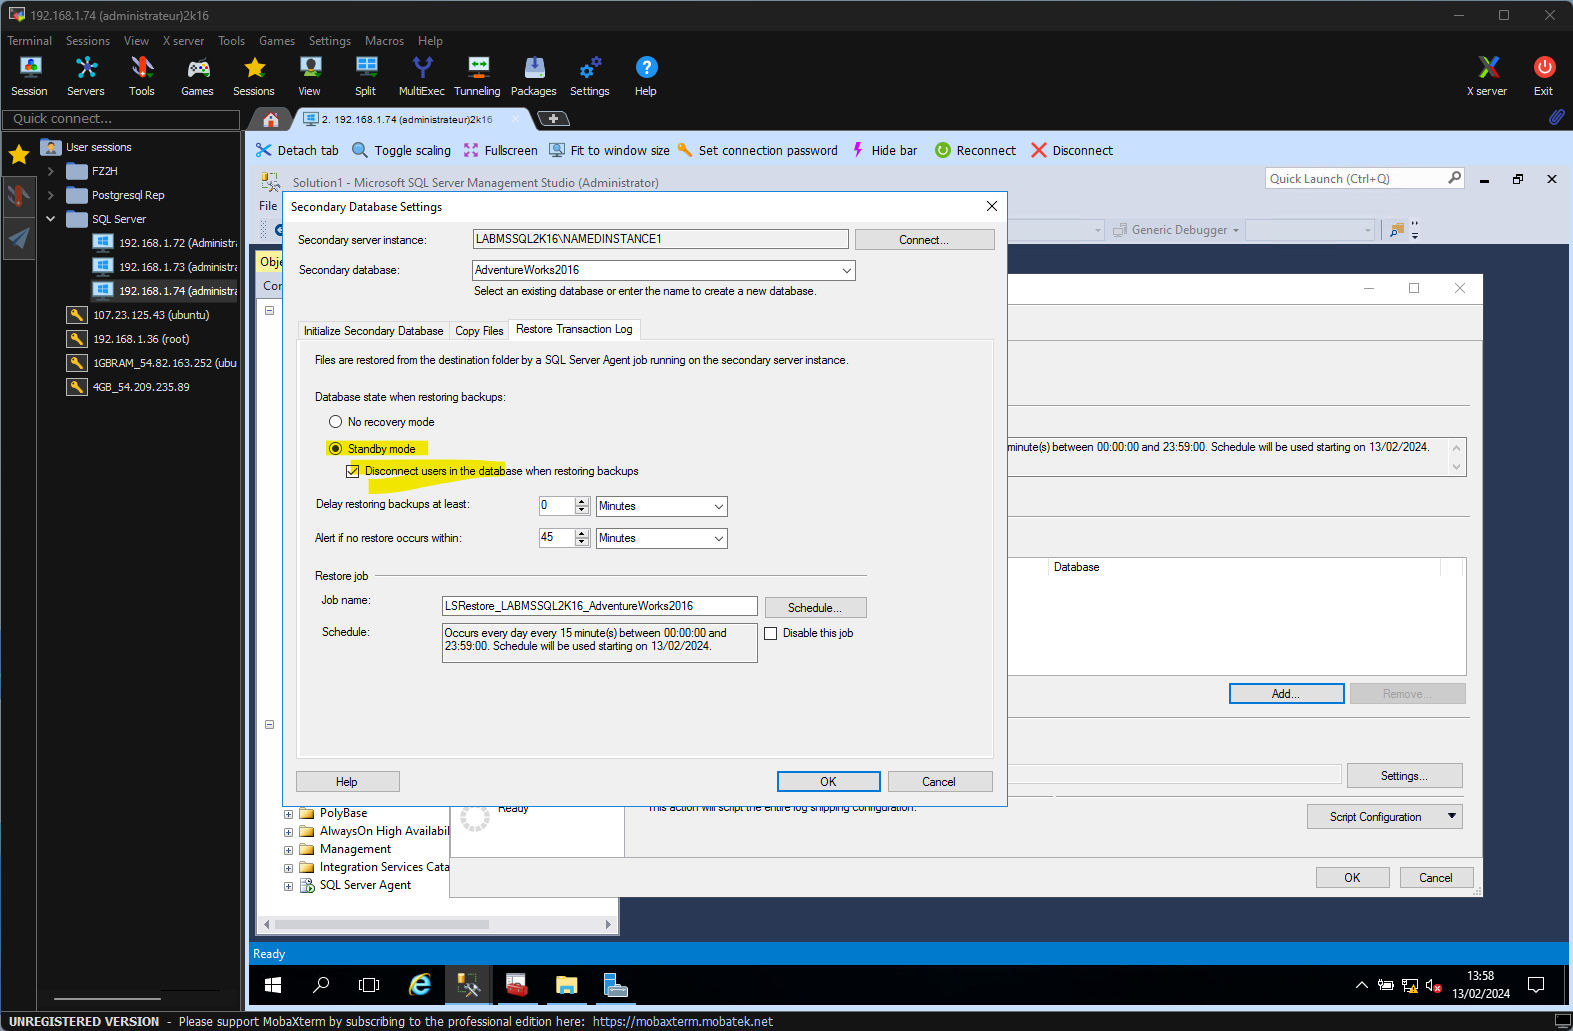 192.168.1.74 (administrateur)2k16
Terminal Sessions View X server Tools Games Settings Macros Help
Session Servers Tools Games Sessions View Split MultiExec Tunneling Packages Settings Help X server Exit
Quick connect...
2. 192.168.1.74 (administrateur)2k16
User sessions
FZ2H
Postgresql Rep
SQL Server
192.168.1.72 (Administra
192.168.1.73 (administra
192.168.1.74 (administra
107.23.125.43 (ubuntu)
192.168.1.36 (root)
1GBRAM_54.82.163.252 (ubu
4GB_54.209.235.89
Detach tab Toggle scaling Fullscreen Fit to window size Set connection password Hide bar Reconnect Disconnect
Solution1 - Microsoft SQL Server Management Studio (Administrator)
Quick Launch (Ctrl+Q)
File
Generic Debugger
Obje
Con
Secondary Database Settings
Secondary server instance:
LABMSSQL2K16\NAMEDINSTANCE1
Connect...
Secondary database:
AdventureWorks2016
Select an existing database or enter the name to create a new database.
Initialize Secondary Database Copy Files Restore Transaction Log
Files are restored from the destination folder by a SQL Server Agent job running on the secondary server instance.
Database state when restoring backups:
No recovery mode
Standby mode
Disconnect users in the database when restoring backups
Delay restoring backups at least:
0
Minutes
Alert if no restore occurs within:
45
Minutes
Restore job
Job name:
LSRestore_LABMSSQL2K16_AdventureWorks2016
Schedule...
Schedule:
Occurs every day every 15 minute(s) between 00:00:00 and
23:59:00. Schedule will be used starting on 13/02/2024.
Disable this job
Help
OK
Cancel
minute(s) between 00:00:00 and 23:59:00. Schedule will be used starting on 13/02/2024.
Database
Add...
Remove...
Settings...
Ready
This action will script the entire log shipping configuration.
Script Configuration
OK
Cancel
PolyBase
AlwaysOn High Availabil
Management
Integration Services Cata
SQL Server Agent
Ready
13:58
13/02/2024
UNREGISTERED VERSION - Please support MobaXterm by subscribing to the professional edition here: https://mobaxterm.mobatek.net